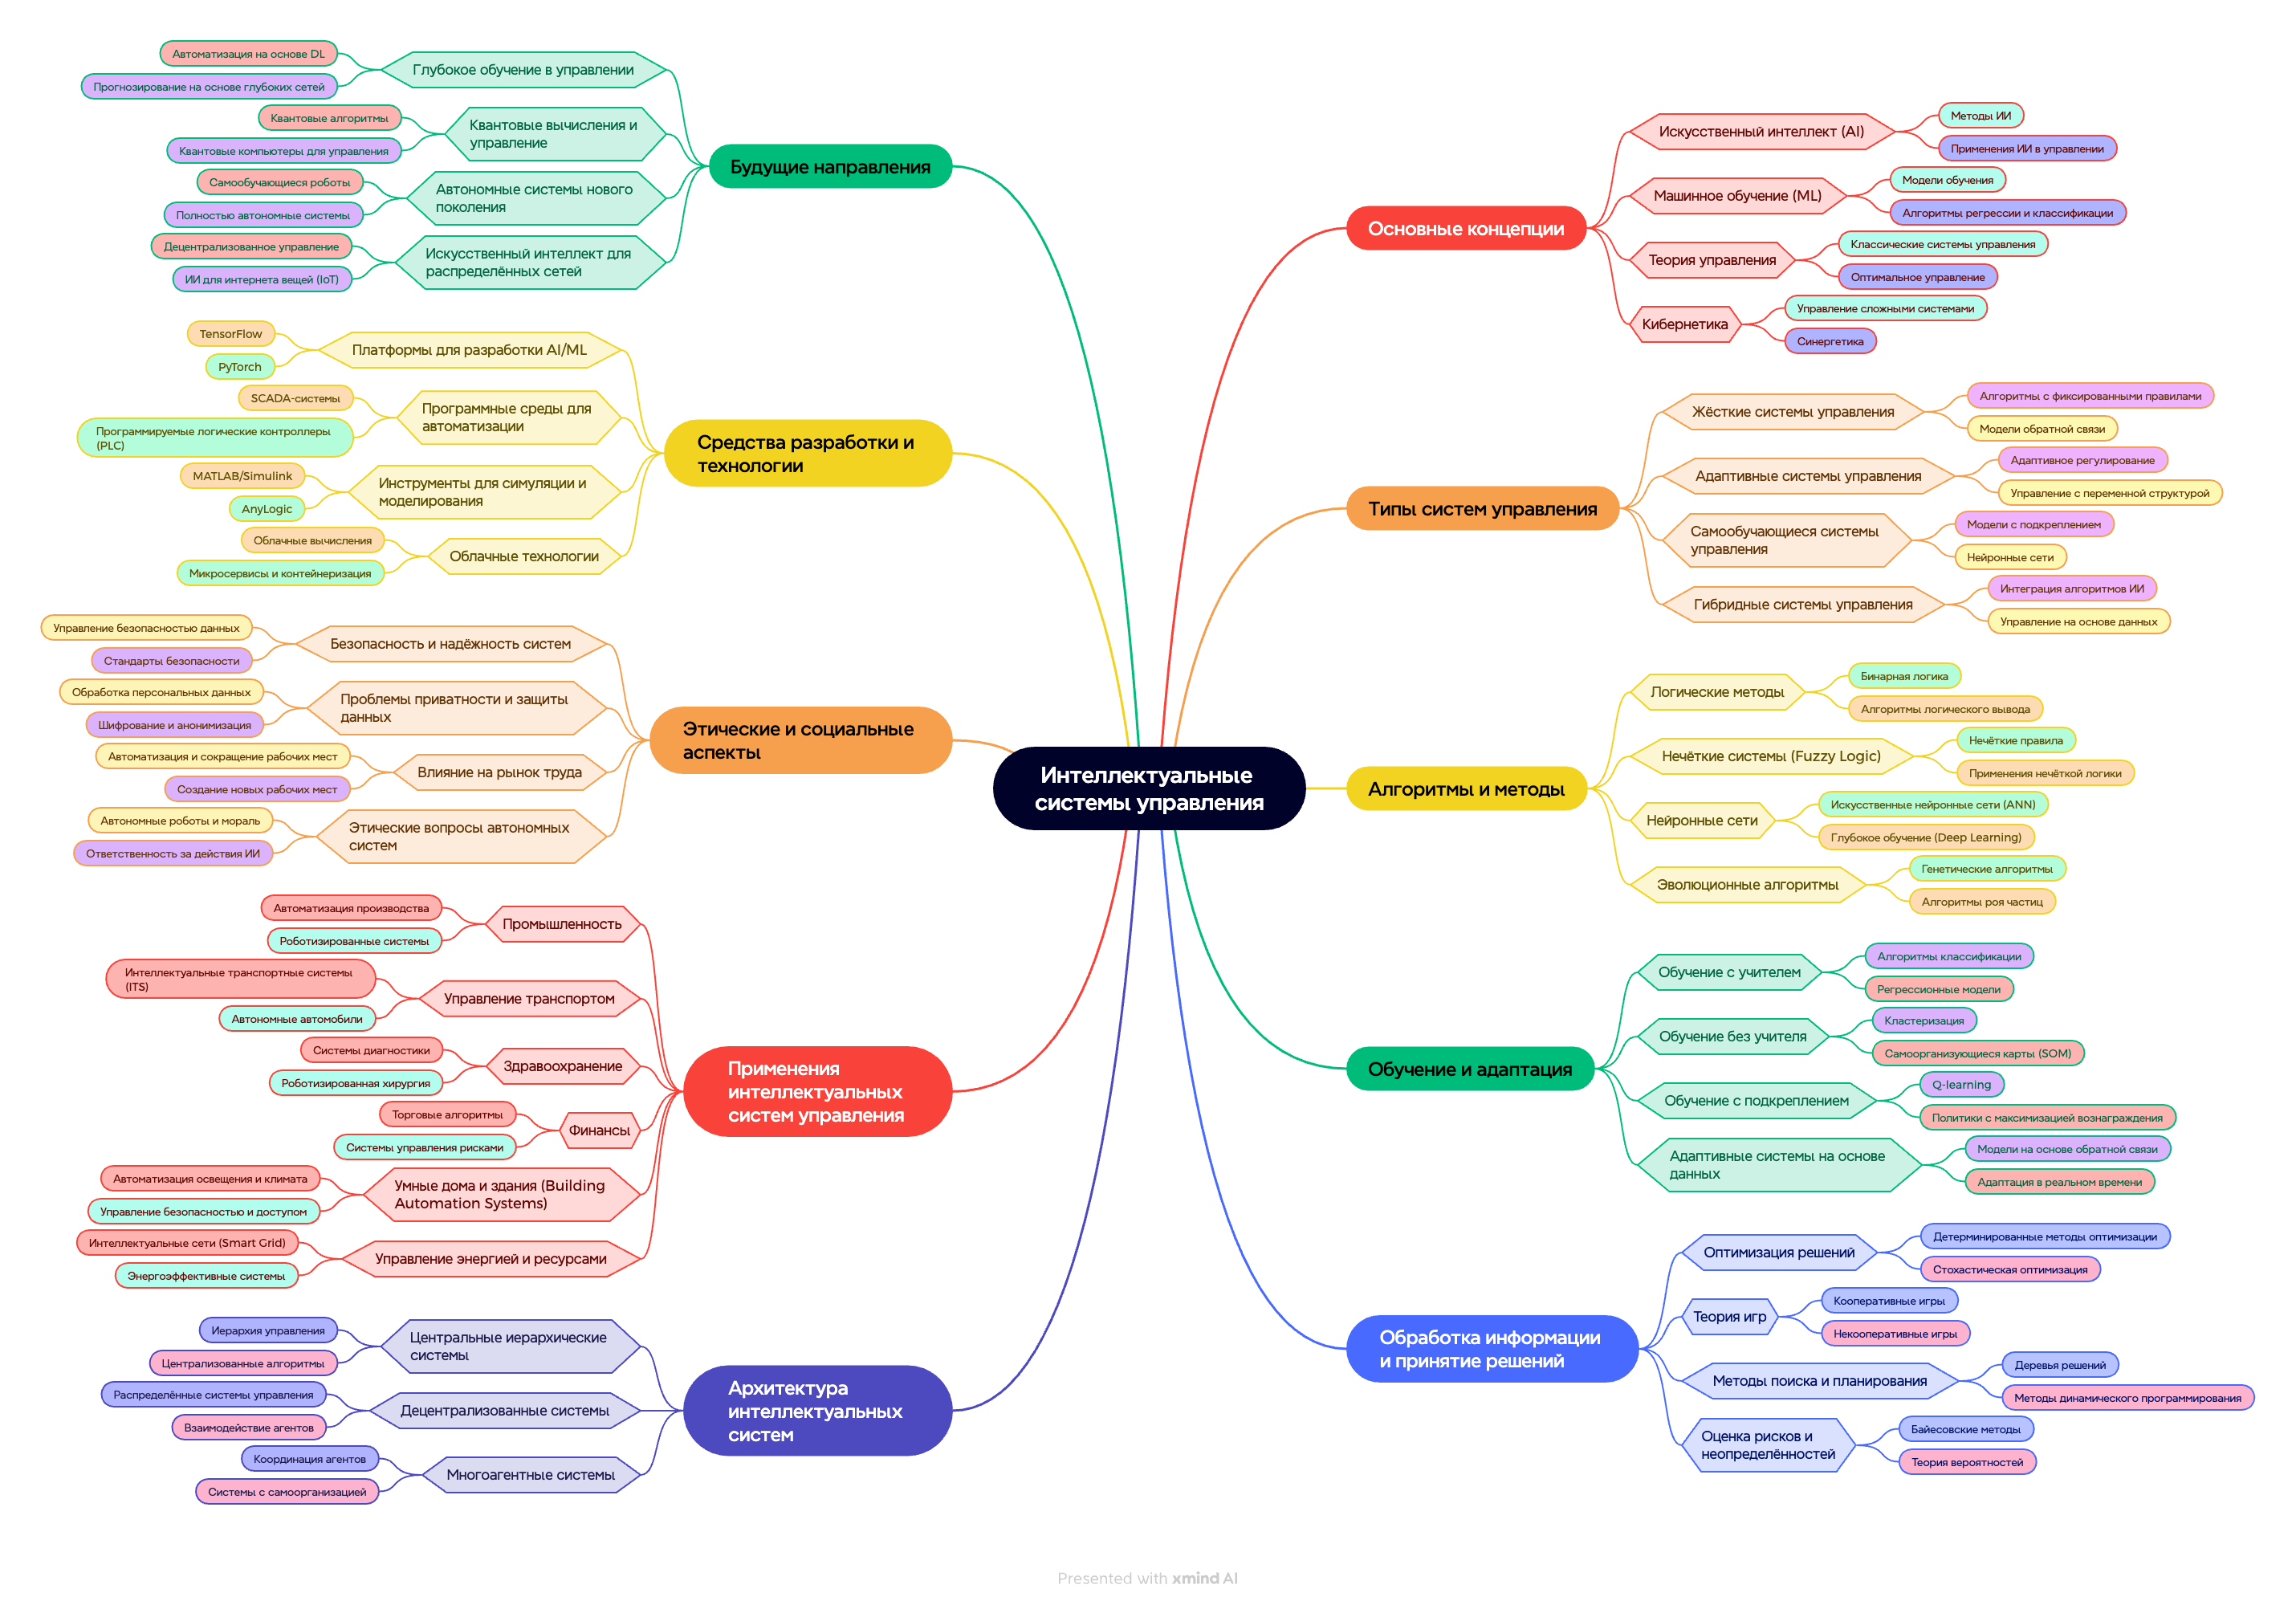 Интеллектуальные
системы управления
Основные концепции
Искусственный интеллект (AI)
Методы ИИ
Применения ИИ в управлении
Машинное обучение (ML)
Модели обучения
Алгоритмы регрессии и классификации
Теория управления
Классические системы управления
Оптимальное управление
Кибернетика
Управление сложными системами
Синергетика
Типы систем управления
Жёсткие системы управления
Алгоритмы с фиксированными правилами
Модели обратной связи
Адаптивные системы управления
Адаптивное регулирование
Управление с переменной структурой
Самообучающиеся системы
управления
Модели с подкреплением
Нейронные сети
Гибридные системы управления
Интеграция алгоритмов ИИ
Управление на основе данных
Алгоритмы и методы
Логические методы
Бинарная логика
Алгоритмы логического вывода
Нечёткие системы (Fuzzy Logic)
Нечёткие правила
Применения нечёткой логики
Нейронные сети
Искусственные нейронные сети (ANN)
Глубокое обучение (Deep Learning)
Эволюционные алгоритмы
Генетические алгоритмы
Алгоритмы роя частиц
Обучение и адаптация
Обучение с учителем
Алгоритмы классификации
Регрессионные модели
Обучение без учителя
Кластеризация
Самоорганизующиеся карты (SOM)
Обучение с подкреплением
Q-learning
Политики с максимизацией вознаграждения
Адаптивные системы на основе
данных
Модели на основе обратной связи
Адаптация в реальном времени
Обработка информации
и принятие решений
Оптимизация решений
Детерминированные методы оптимизации
Стохастическая оптимизация
Теория игр
Кооперативные игры
Некооперативные игры
Методы поиска и планирования
Деревья решений
Методы динамического программирования
Оценка рисков и
неопределённостей
Байесовские методы
Теория вероятностей
Будущие направления
Глубокое обучение в управлении
Автоматизация на основе DL
Прогнозирование на основе глубоких сетей
Квантовые вычисления и
управление
Квантовые алгоритмы
Квантовые компьютеры для управления
Автономные системы нового
поколения
Самообучающиеся роботы
Полностью автономные системы
Искусственный интеллект для
распределённых сетей
Децентрализованное управление
ИИ для интернета вещей (IoT)
Средства разработки и
технологии
Платформы для разработки AI/ML
TensorFlow
PyTorch
Программные среды для
автоматизации
SCADA-системы
Программируемые логические контроллеры
(PLC)
Инструменты для симуляции и
моделирования
MATLAB/Simulink
AnyLogic
Облачные технологии
Облачные вычисления
Микросервисы и контейнеризация
Этические и социальные
аспекты
Безопасность и надёжность систем
Управление безопасностью данных
Стандарты безопасности
Проблемы приватности и защиты
данных
Обработка персональных данных
Шифрование и анонимизация
Влияние на рынок труда
Автоматизация и сокращение рабочих мест
Создание новых рабочих мест
Этические вопросы автономных
систем
Автономные роботы и мораль
Ответственность за действия ИИ
Применения
интеллектуальных
систем управления
Промышленность
Автоматизация производства
Роботизированные системы
Управление транспортом
Интеллектуальные транспортные системы
(ITS)
Автономные автомобили
Здравоохранение
Системы диагностики
Роботизированная хирургия
Финансы
Торговые алгоритмы
Системы управления рисками
Умные дома и здания (Building
Automation Systems)
Автоматизация освещения и климата
Управление безопасностью и доступом
Управление энергией и ресурсами
Интеллектуальные сети (Smart Grid)
Энергоэффективные системы
Архитектура
интеллектуальных
систем
Центральные иерархические
системы
Иерархия управления
Централизованные алгоритмы
Децентрализованные системы
Распределённые системы управления
Взаимодействие агентов
Многоагентные системы
Координация агентов
Системы с самоорганизацией
Presented with xmind AI